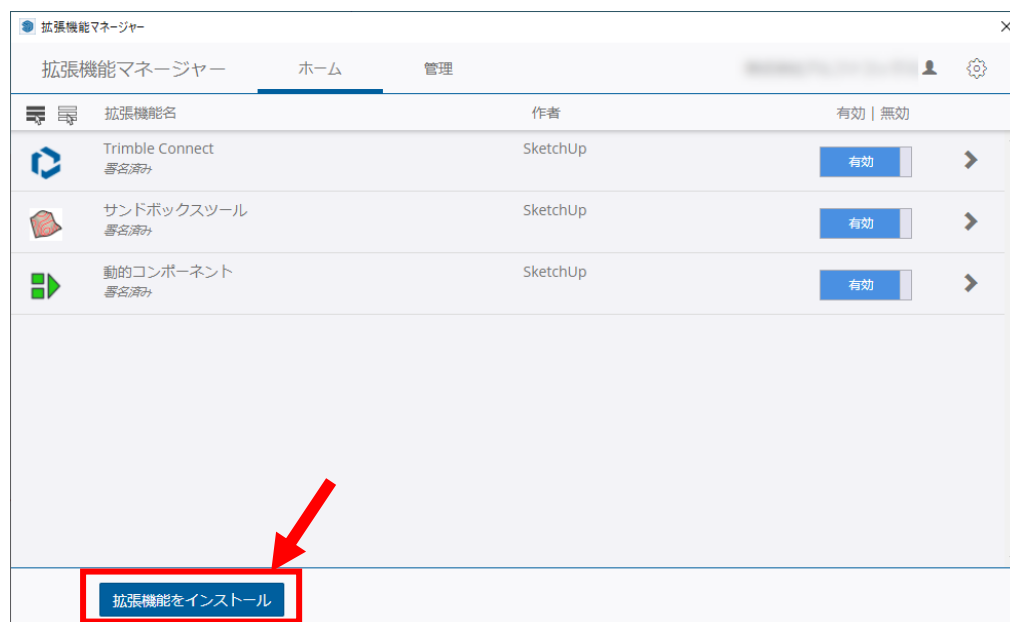 拡張機能マネージャー
拡張機能マネージャー ホーム 管理
拡張機能名 作者 有効 | 無効
Trimble Connect SketchUp 有効
署名済み
サンドボックスツール SketchUp 有効
署名済み
動的コンポーネント SketchUp 有効
署名済み
拡張機能をインストール